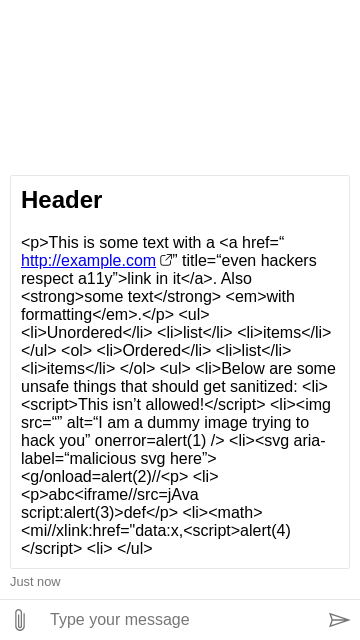 Header
<p>This is some text with a <a href=“
http://example.com” title=“even hackers
respect a11y”>link in it</a>. Also
<strong>some text</strong> <em>with
formatting</em>.</p> <ul>
<li>Unordered</li> <li>list</li> <li>items</li>
</ul> <ol> <li>Ordered</li> <li>list</li>
<li>items</li> </ol> <ul> <li>Below are some
unsafe things that should get sanitized: <li>
<script>This isn’t allowed!</script> <li><img
src=“” alt=“I am a dummy image trying to
hack you” onerror=alert(1) /> <li><svg aria-
label=“malicious svg here”>
<g/onload=alert(2)//<p> <li>
<p>abc<iframe//src=jAva
script:alert(3)>def</p> <li><math>
<mi//xlink:href="data:x,<script>alert(4)
</script> <li> </ul>
Just now
Type your message